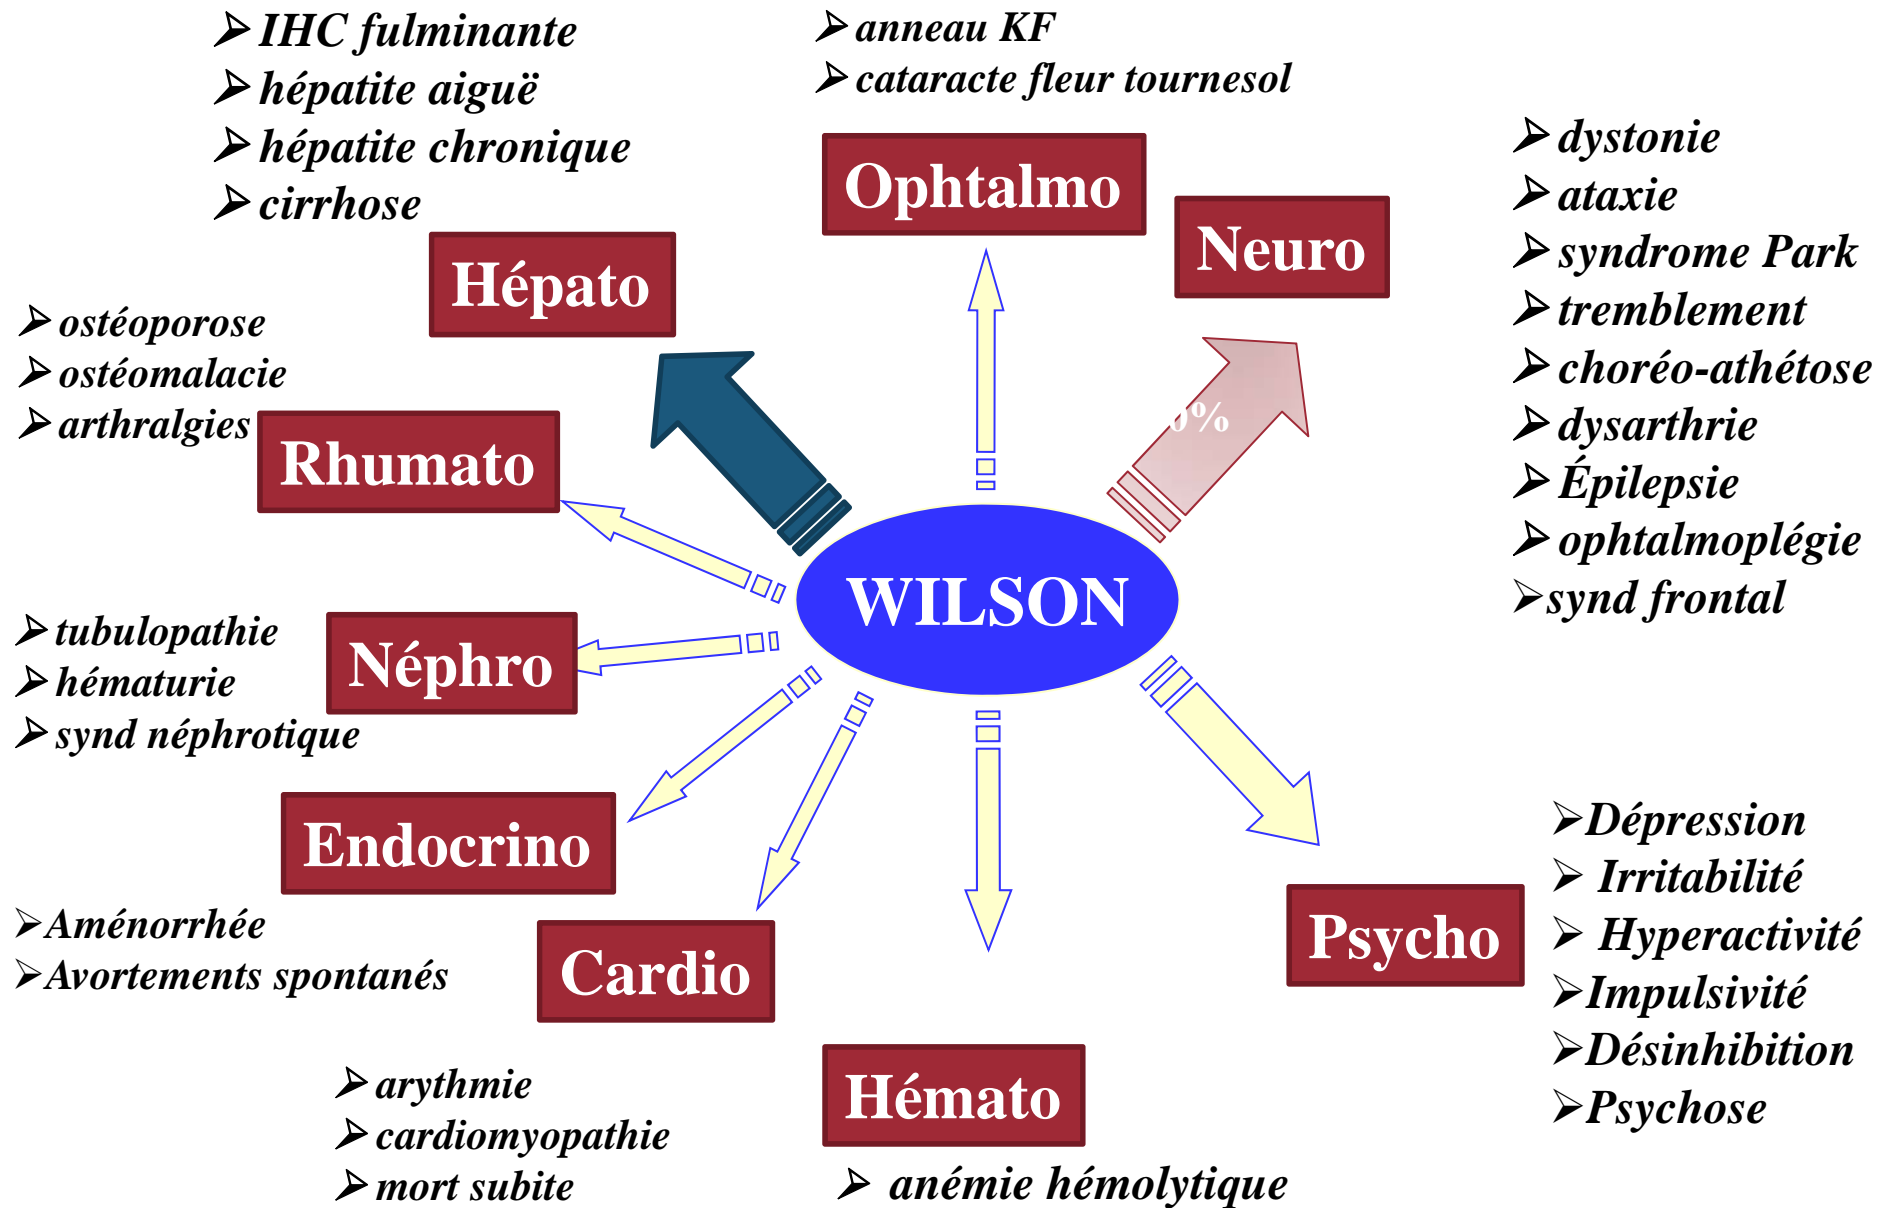 IHC fulminante
hépatite aiguë
hépatite chronique
cirrhose
Hépato
anneau KF
cataracte fleur tournesol
Ophtalmo
Neuro
dystonie
ataxie
syndrome Park
tremblement
choréo-athétose
dysarthrie
Épilepsie
ophtalmoplégie
synd frontal
ostéoporose
ostéomalacie
arthralgies
Rhumato
WILSON
tubulopathie
hématurie
synd néphrotique
Néphro
Endocrino
Aménorrhée
Avortements spontanés
Cardio
arythmie
cardiomyopathie
mort subite
Hémato
anémie hémolytique
Psycho
Dépression
Irritabilité
Hyperactivité
Impulsivité
Désinhibition
Psychose